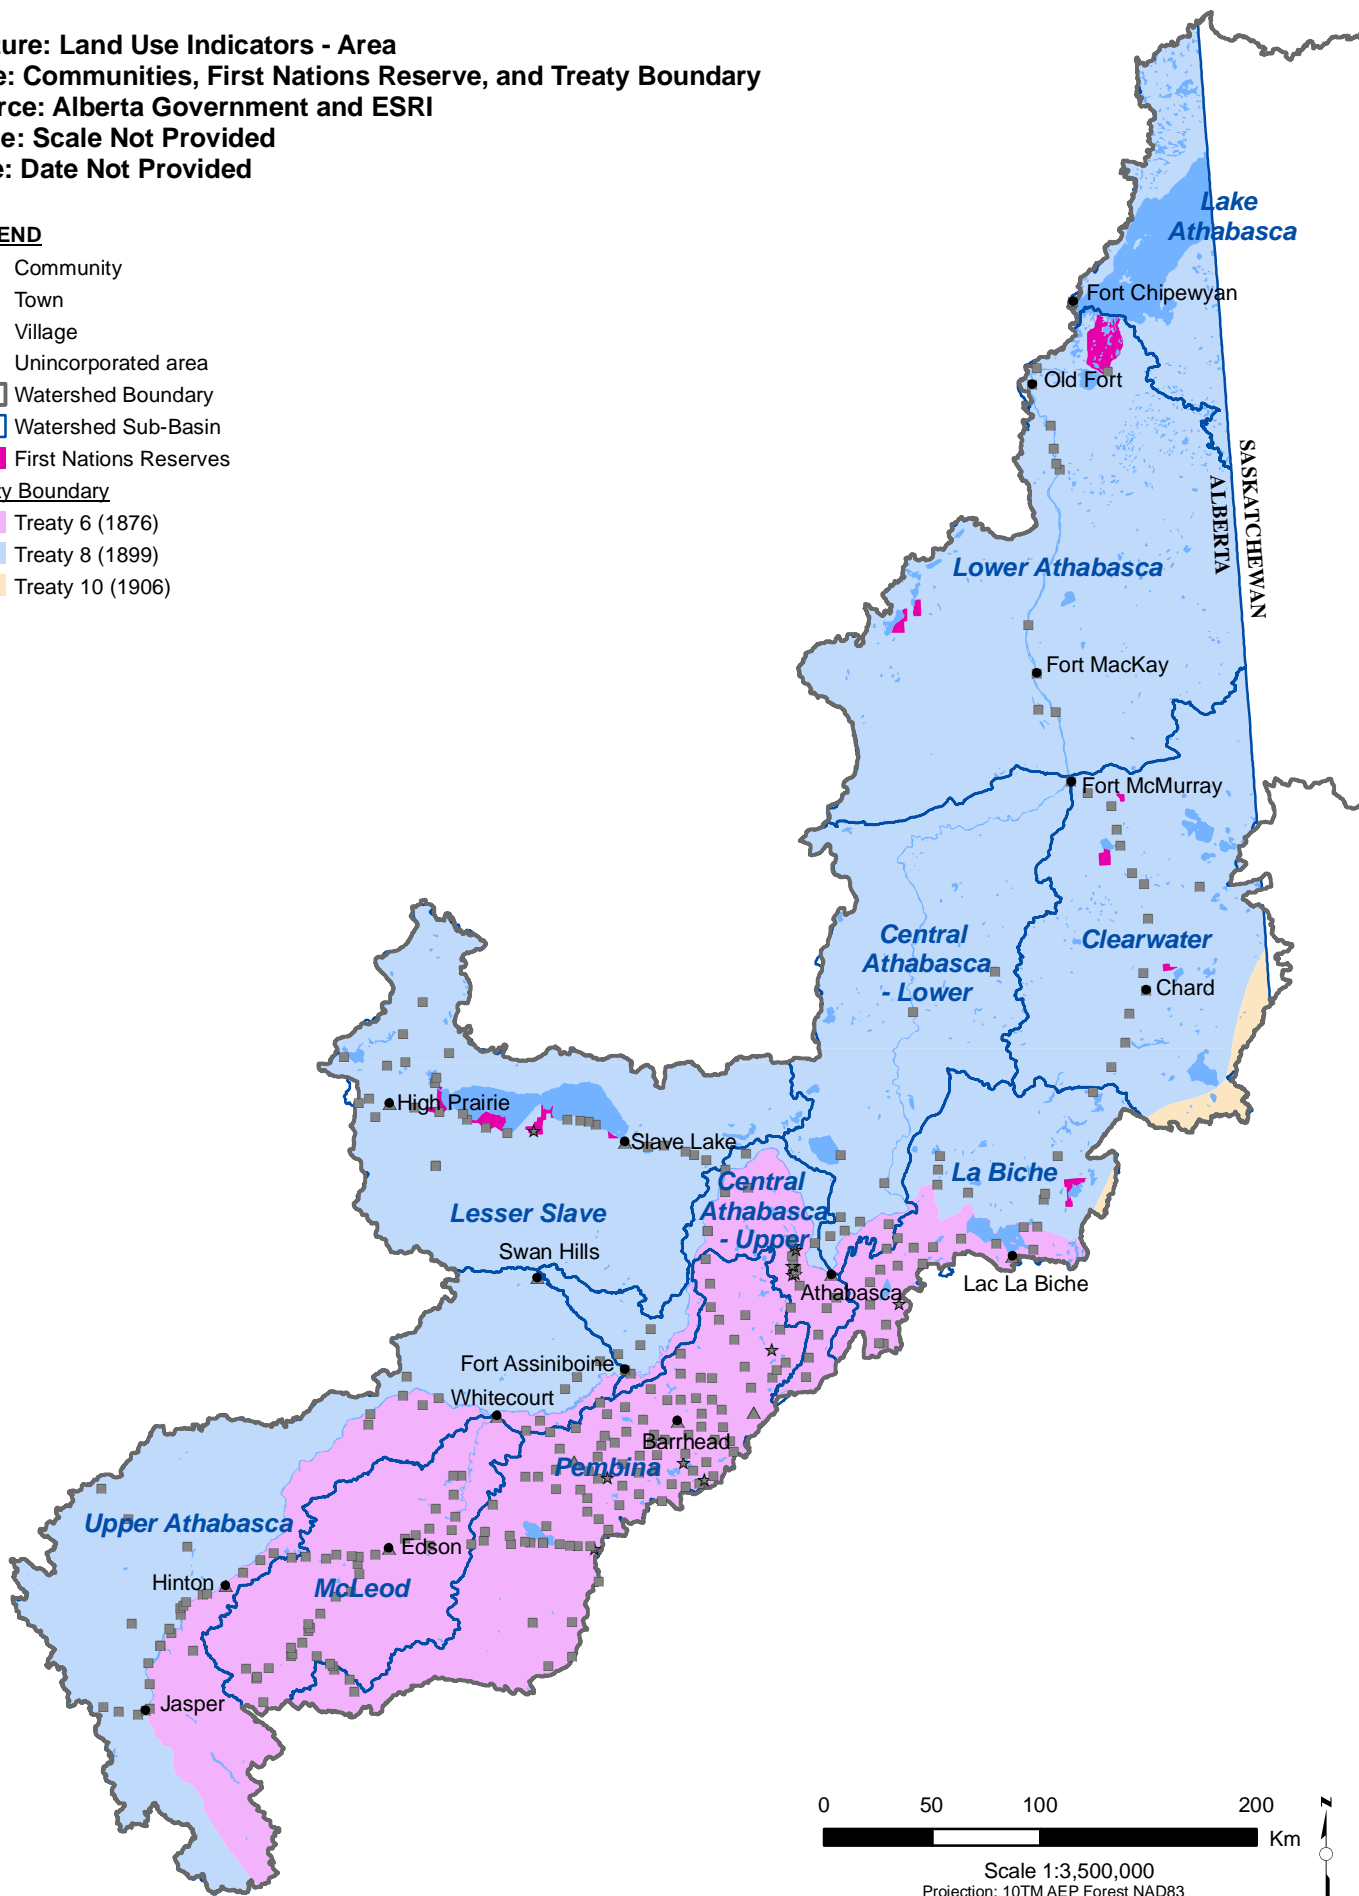 ture: Land Use Indicators - Area
e: Communities, First Nations Reserve, and Treaty Boundary
rce: Alberta Government and ESRI
e: Scale Not Provided
e: Date Not Provided
END
Community
Town
Village
Unincorporated area
Watershed Boundary
Watershed Sub-Basin
First Nations Reserves
ty Boundary
Treaty 6 (1876)
Treaty 8 (1899)
Treaty 10 (1906)
Lake
Athabasca
Fort Chipewyan
Old Fort
SASKATCHEWAN
ALBERTA
Lower Athabasca
Fort MacKay
Fort McMurray
Central
Athabasca
- Lower
Clearwater
Chard
High Prairie
Slave Lake
La Biche
Central
Athabasca
- Upper
Lesser Slave
Swan Hills
Athabasca
Lac La Biche
Fort Assiniboine
Whitecourt
Barrhead
Pembina
Upper Athabasca
Edson
Hinton
McLeod
Jasper
0 50 100 200
Km
N
Scale 1:3,500,000
Projection: 10TM AEP Forest NAD83